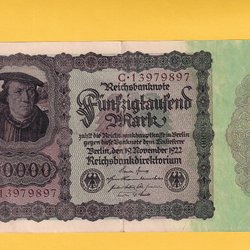 C·13979897
Reichsbanknote
Fünfzigtausend
Mark
zahlt die Reichsbankhauptkasse in Berlin
gegen diese Banknote dem Einlieferer
Berlin, den 19. November 1922
Reichsbankdirektorium
0000
13979897